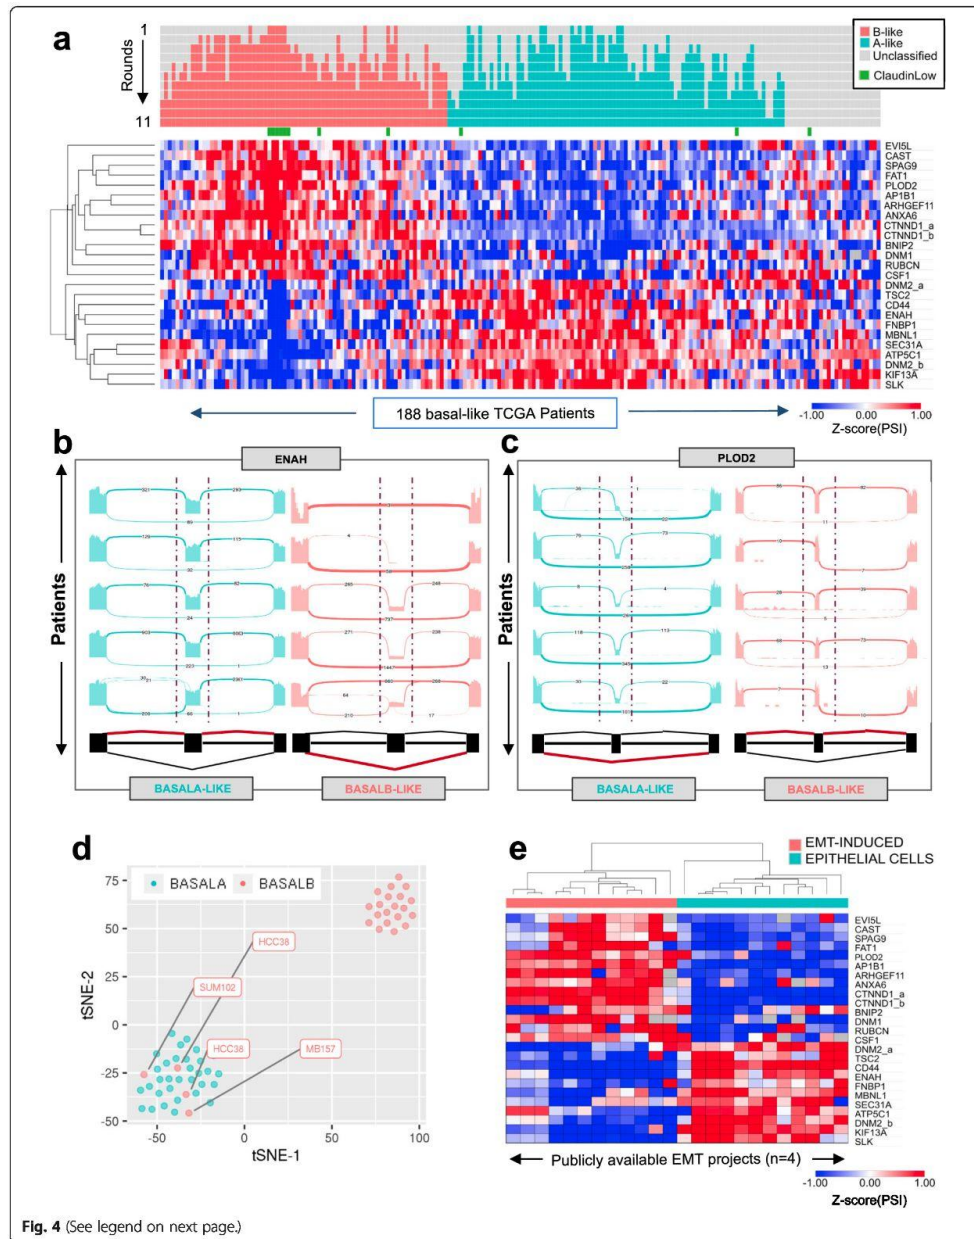 a
1
Rounds
11
B-like
A-like
Unclassified
ClaudinLow
EVI5L
CAST
SPAG9
FAT1
PLOD2
AP1B1
ARHGEF11
ANXA6
CTNND1_a
CTNND1_b
BNIP2
DNM1
RUBCN
CSF1
DNM2_a
TSC2
CD44
ENAH
FNBP1
MBNL1
SEC31A
ATP5C1
DNM2_b
KIF13A
SLK
188 basal-like TCGA Patients
-1.00 0.00 1.00
Z-score(PSI)
b
ENAH
Patients
BASALA-LIKE
BASALB-LIKE
c
PLOD2
Patients
BASALA-LIKE
BASALB-LIKE
d
BASALA BASALB
75
50
25
0
-25
-50
tSNE-2
HCC38
SUM102
HCC38
MB157
-50 0 50 100
tSNE-1
e
EMT-INDUCED
EPITHELIAL CELLS
EVI5L
CAST
SPAG9
FAT1
PLOD2
AP1B1
ARHGEF11
ANXA6
CTNND1_a
CTNND1_b
BNIP2
DNM1
RUBCN
CSF1
DNM2_a
TSC2
CD44
ENAH
FNBP1
MBNL1
SEC31A
ATP5C1
DNM2_b
KIF13A
SLK
Publicly available EMT projects (n=4)
-1.00 0.00 1.00
Z-score(PSI)
Fig. 4 (See legend on next page.)